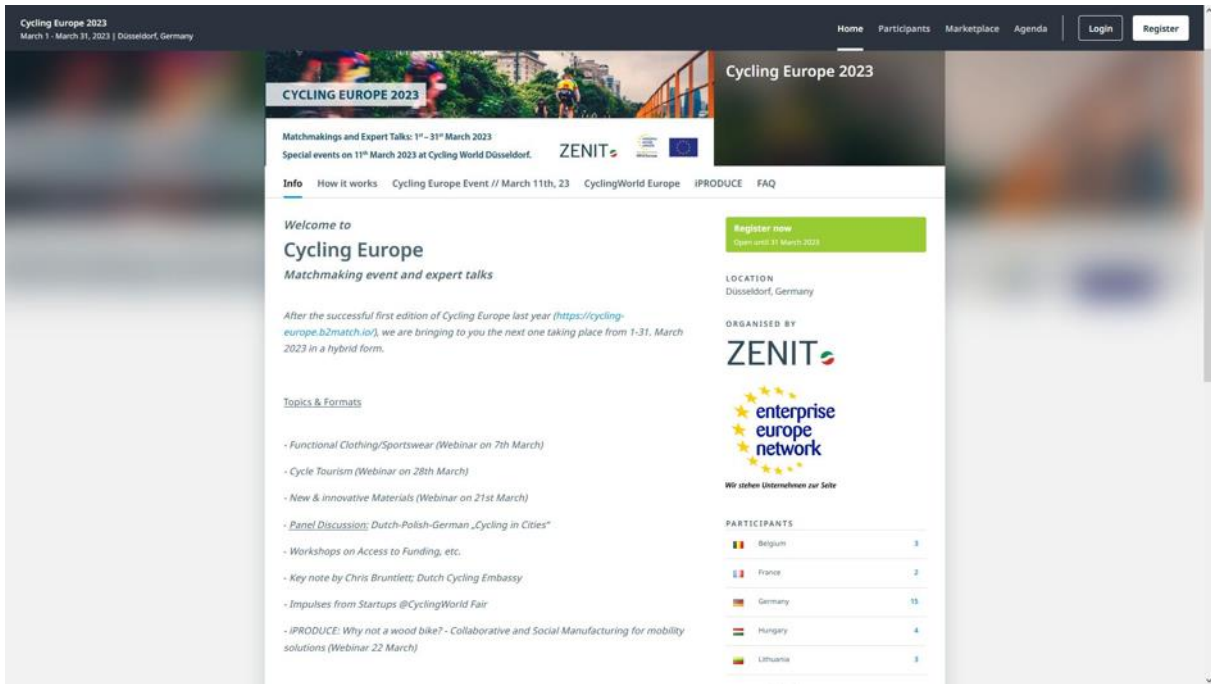 Cycling Europe 2023
March 1 - March 31, 2023 | Düsseldorf, Germany
Home Participants Marketplace Agenda Login Register
CYCLING EUROPE 2023
Matchmakings and Expert Talks: 1st – 31st March 2023
Special events on 11th March 2023 at Cycling World Düsseldorf.
ZENIT
Cycling Europe 2023
Info How it works Cycling Europe Event // March 11th, 23 CyclingWorld Europe iPRODUCE FAQ
Welcome to
Cycling Europe
Matchmaking event and expert talks
After the successful first edition of Cycling Europe last year (https://cycling-
europe.b2match.io/), we are bringing to you the next one taking place from 1-31. March
2023 in a hybrid form.
Topics & Formats
- Functional Clothing/Sportswear (Webinar on 7th March)
- Cycle Tourism (Webinar on 28th March)
- New & innovative Materials (Webinar on 21st March)
- Panel Discussion: Dutch-Polish-German „Cycling in Cities"
- Workshops on Access to Funding, etc.
- Key note by Chris Bruntlett; Dutch Cycling Embassy
- Impulses from Startups @CyclingWorld Fair
- iPRODUCE: Why not a wood bike? - Collaborative and Social Manufacturing for mobility
solutions (Webinar 22 March)
Register now
Open until 31 March 2023
LOCATION
Düsseldorf, Germany
ORGANISED BY
ZENIT
enterprise
europe
network
Wir stehen Unternehmen zur Seite
PARTICIPANTS
Belgium 3
France 2
Germany 15
Hungary 4
Lithuania 3